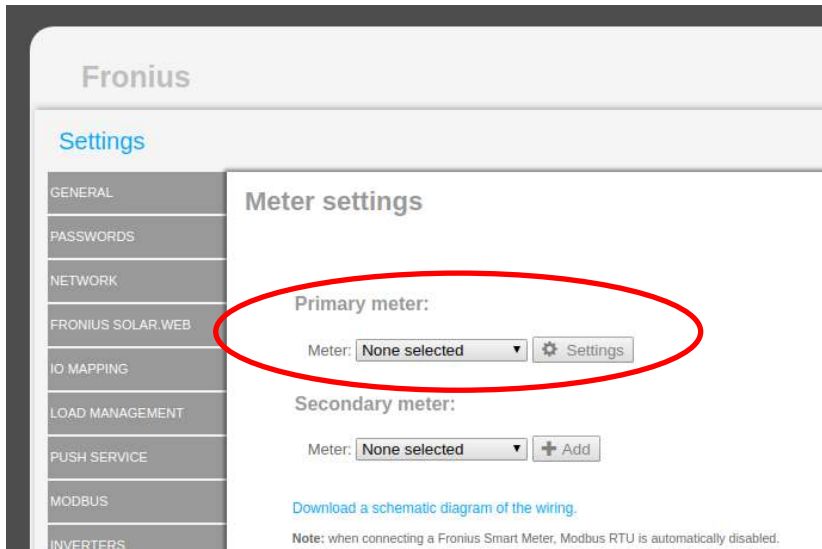 Fronius
Settings
GENERAL
PASSWORDS
NETWORK
FRONIUS SOLAR.WEB
IO MAPPING
LOAD MANAGEMENT
PUSH SERVICE
MODBUS
INVERTERS
Meter settings
Primary meter:
Meter: None selected Settings
Secondary meter:
Meter: None selected Add
Download a schematic diagram of the wiring.
Note: when connecting a Fronius Smart Meter, Modbus RTU is automatically disabled.